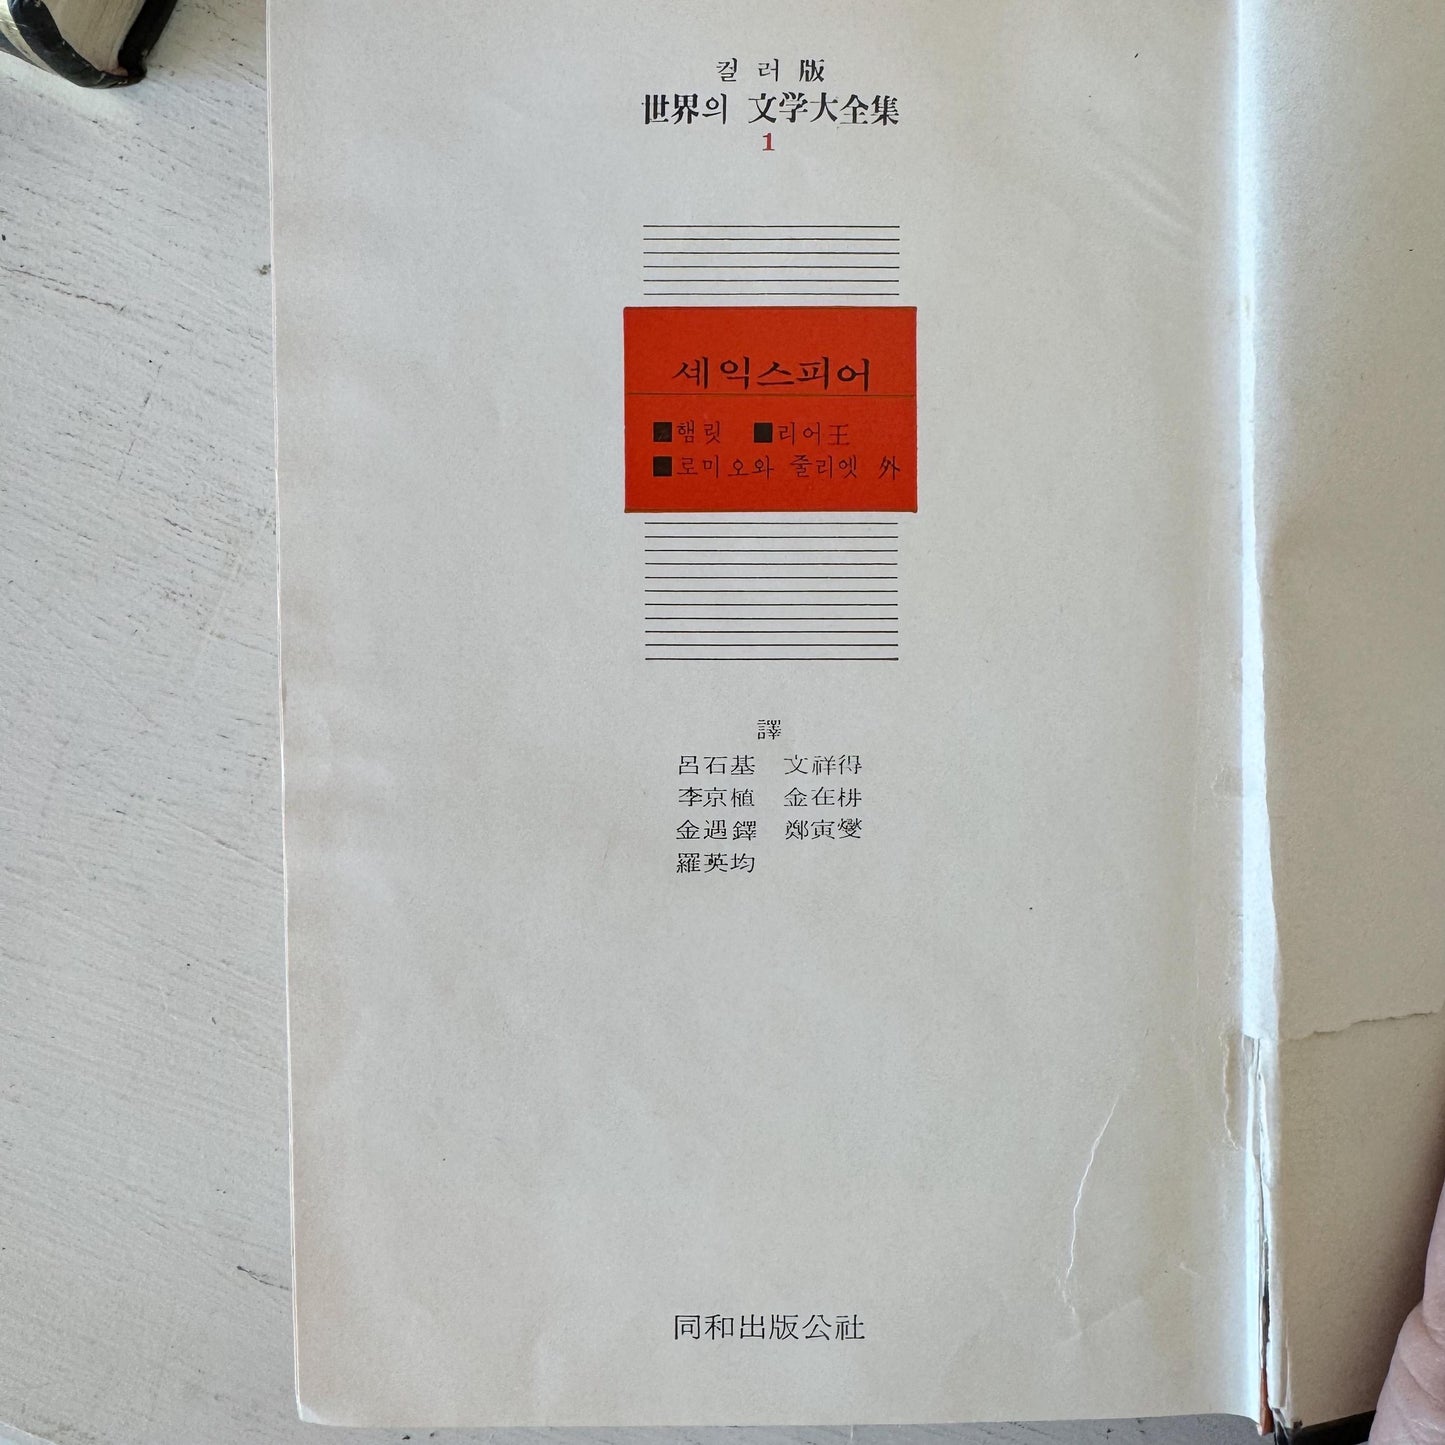 컬러版
世界의 文学大全集
1
셰익스피어
■햄릿 ■리어王
■로미오와 줄리엣 外
譯
呂石基 文祥得
李京植 金在枏
金遇鐸 鄭寅燮
羅英均
同和出版公社